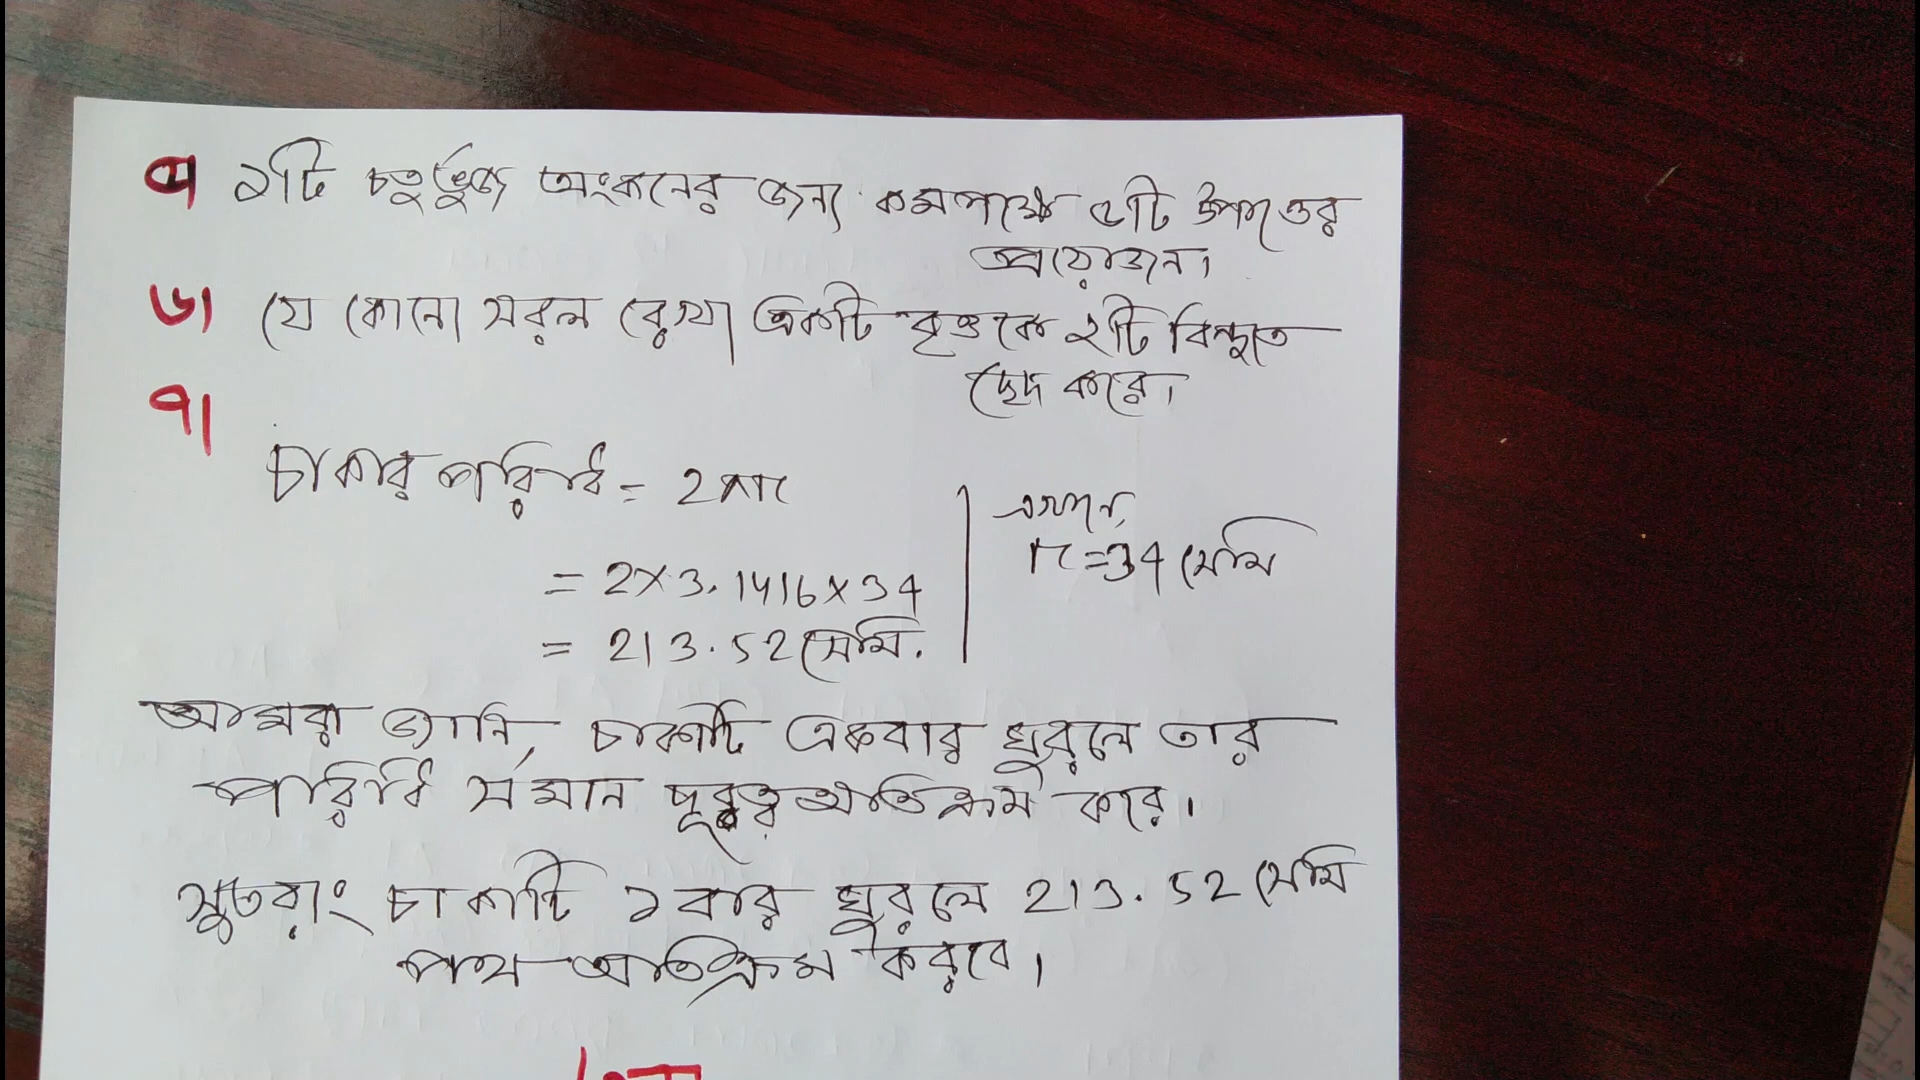 ৫। ১টি চতুর্ভুজ অংকনের জন্য কমপক্ষে ৫টি উপাত্তের
প্রয়োজন।
৬। যে কোনো সরল রেখা একটি বৃত্তকে ২টি বিন্দুতে
ছেদ করে।
৭।
চাকার পরিধি = 2πr
এখানে,
r = 34 সেমি
= 2×3.1416×34
= 213.52 সেমি.
আমরা জানি, চাকাটি একবার ঘুরলে তার
পরিধি সমান দূরত্ব অতিক্রম করে।
সুতরাং চাকাটি ১ বার ঘুরলে 213.52 সেমি
পথ অতিক্রম করবে।